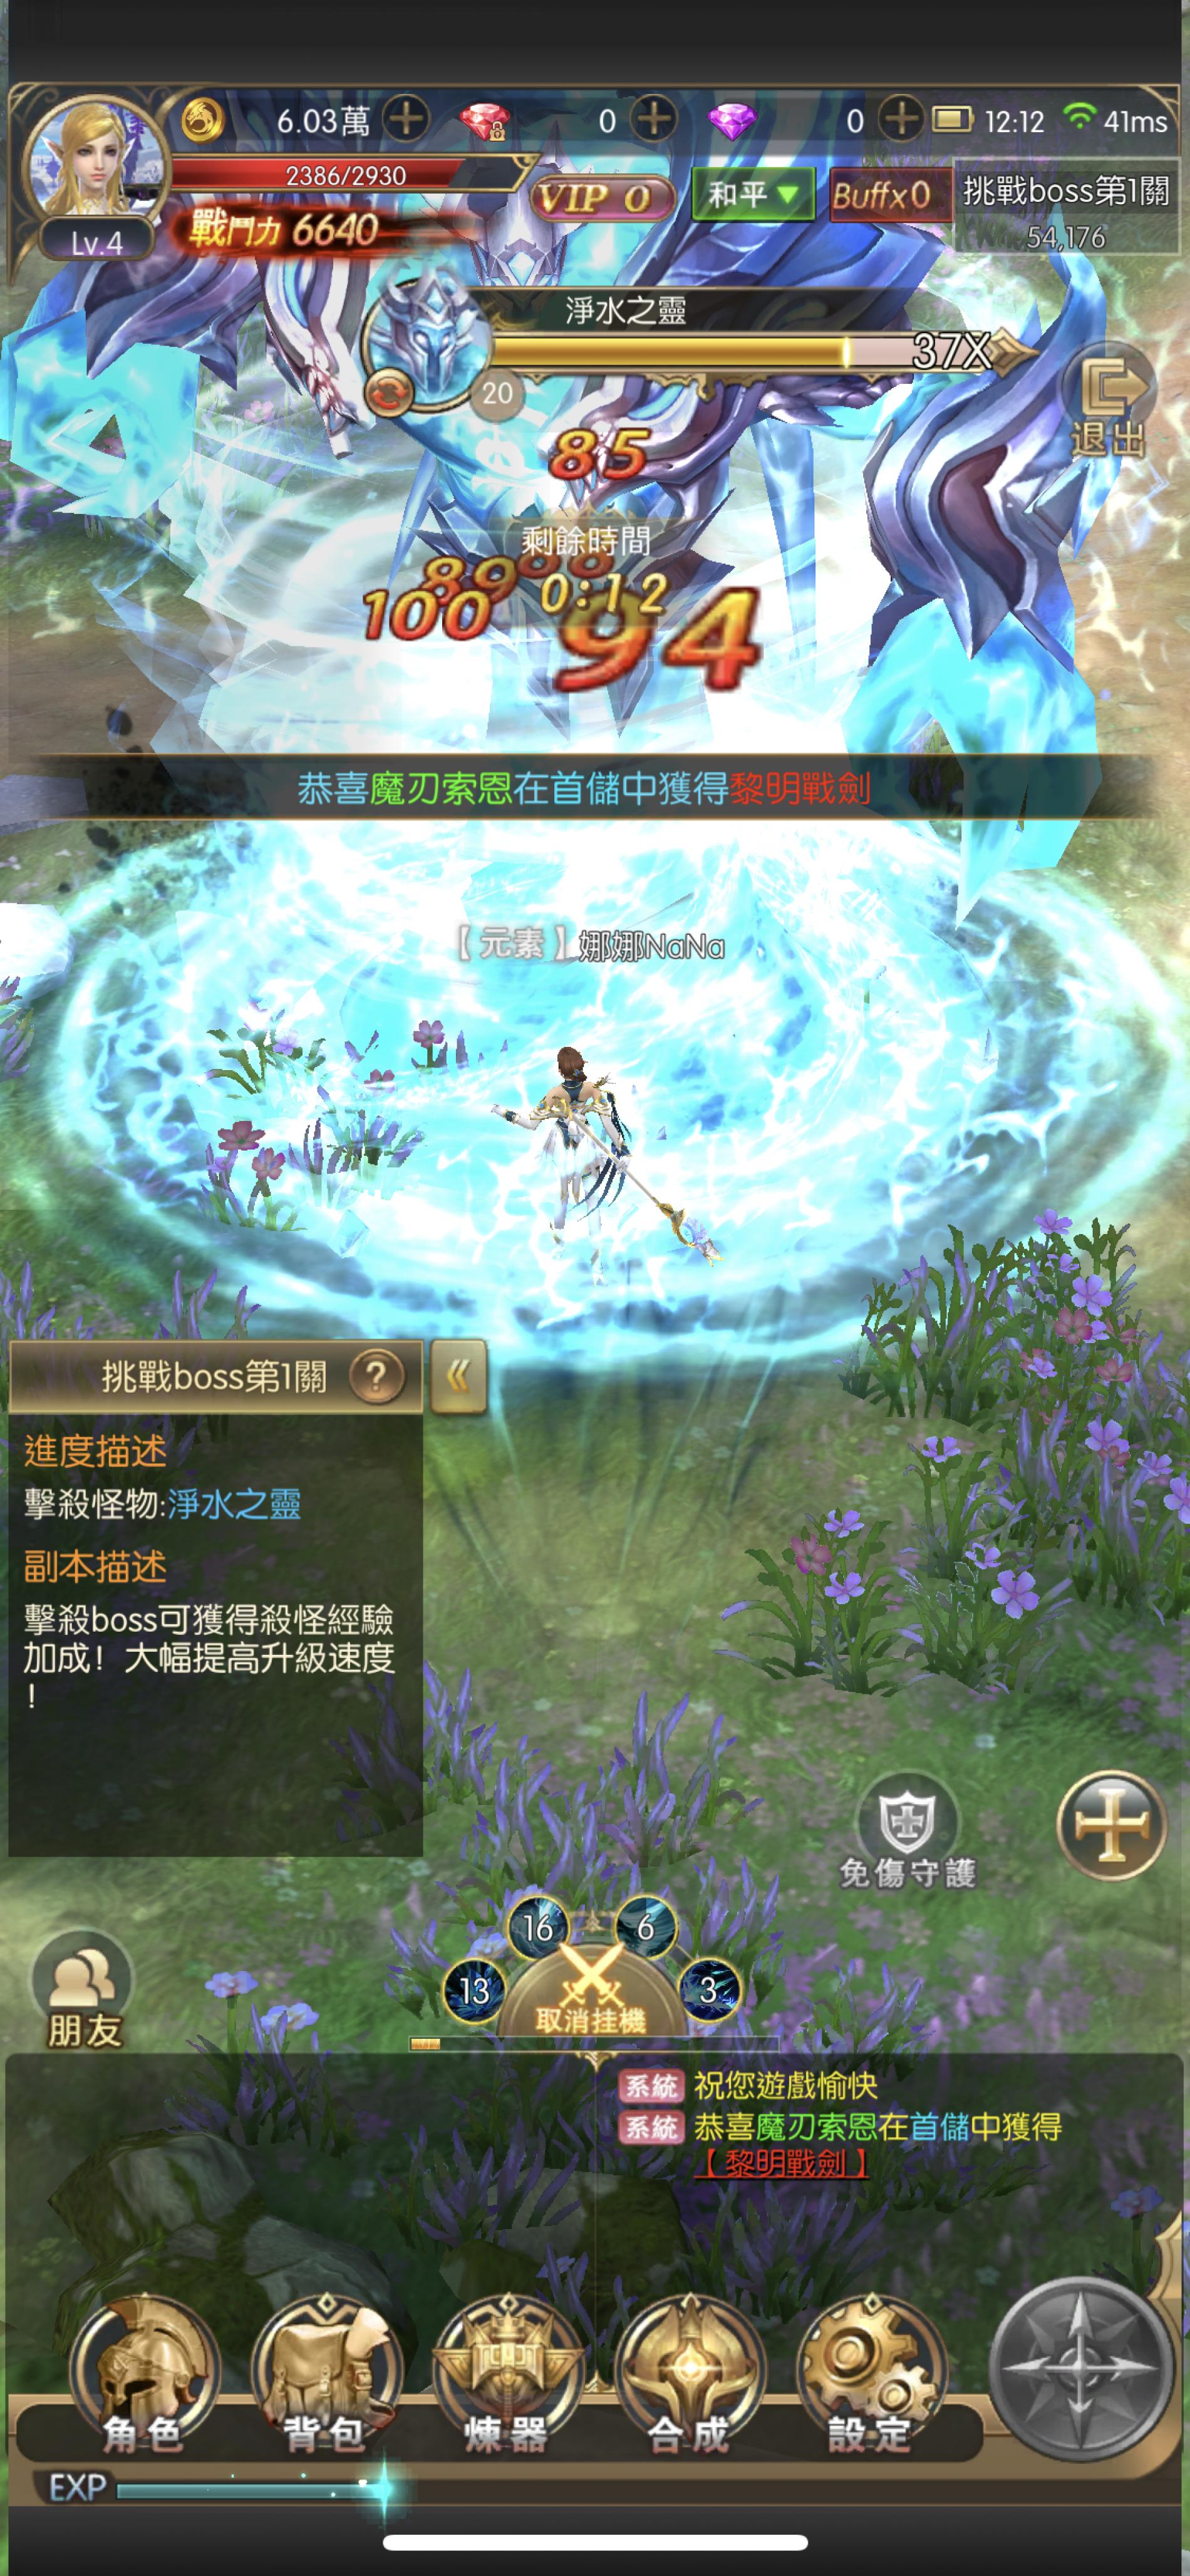 6.03萬
0
0
12:12
41ms
2386/2930
戰鬥力 6640
Lv.4
VIP 0
和平
Buffx0
挑戰boss第1關
54,176
淨水之靈
37X
20
退出
85
剩餘時間
0:12
89
88
100
94
恭喜魔刃索恩在首儲中獲得黎明戰劍
【元素】娜娜NaNa
挑戰boss第1關
?
進度描述
擊殺怪物:淨水之靈
副本描述
擊殺boss可獲得殺怪經驗
加成！大幅提高升級速度
！
免傷守護
16
6
13
3
取消挂機
朋友
系統 祝您遊戲愉快
系統 恭喜魔刃索恩在首儲中獲得
【黎明戰劍】
角色
背包
煉器
合成
設定
EXP